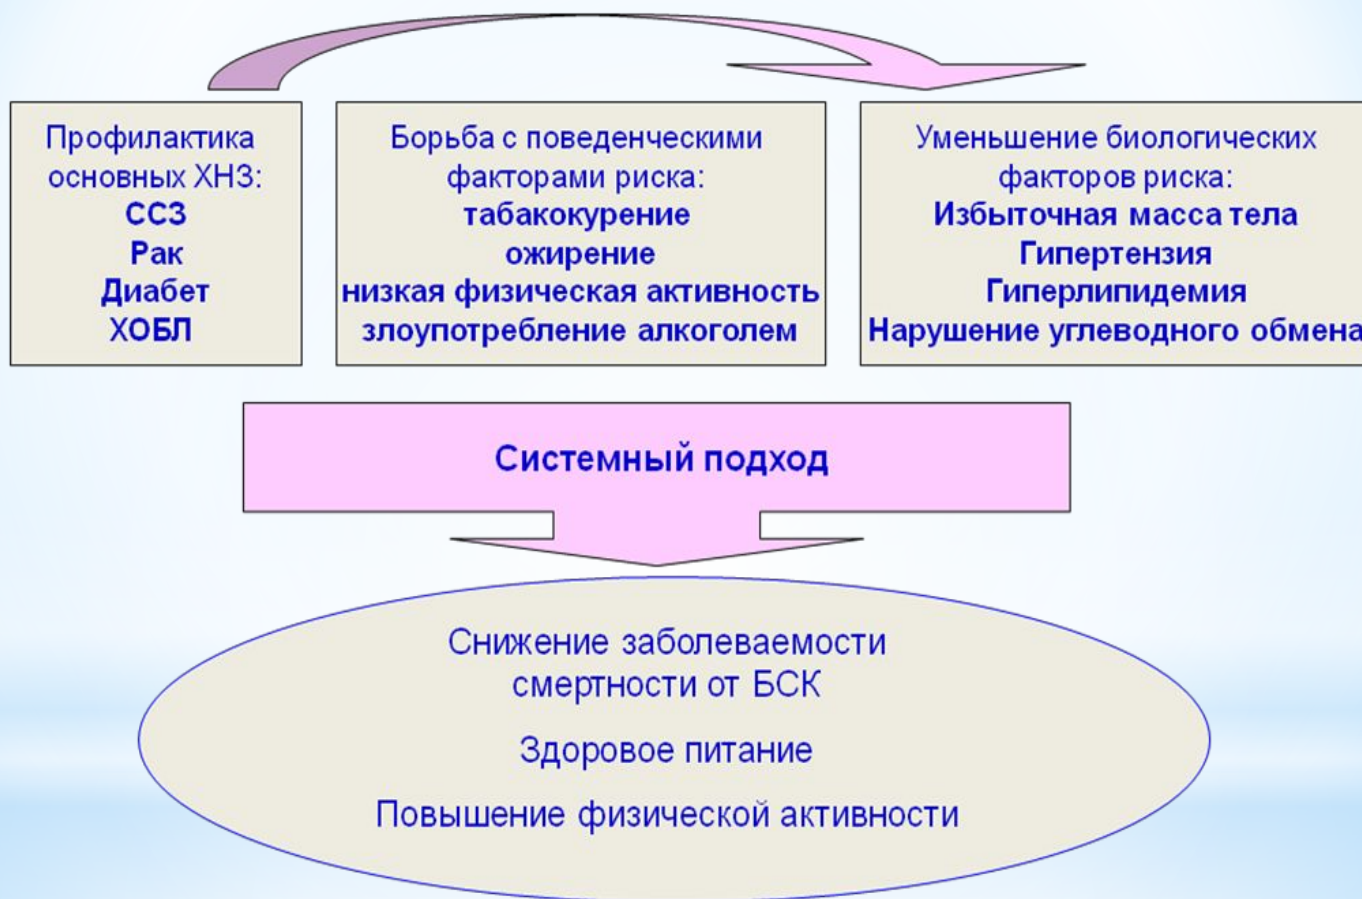 Профилактика
основных ХНЗ:
ССЗ
Рак
Диабет
ХОБЛ
Борьба с поведенческими
факторами риска:
табакокурение
ожирение
низкая физическая активность
злоупотребление алкоголем
Уменьшение биологических
факторов риска:
Избыточная масса тела
Гипертензия
Гиперлипидемия
Нарушение углеводного обмена
Системный подход
Снижение заболеваемости
смертности от БСК
Здоровое питание
Повышение физической активности